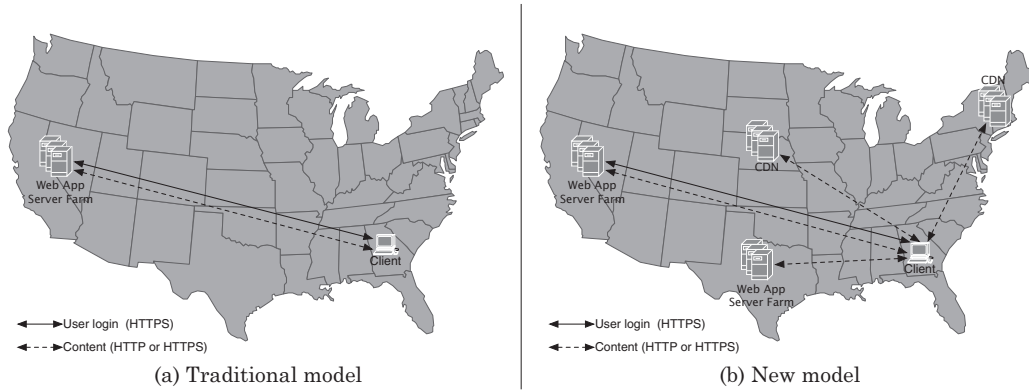 Web App
Server Farm
Client
User login (HTTPS)
Content (HTTP or HTTPS)
(a) Traditional model
CDN
CDN
Web App
Server Farm
Web App
Server Farm
Client
User login (HTTPS)
Content (HTTP or HTTPS)
(b) New model